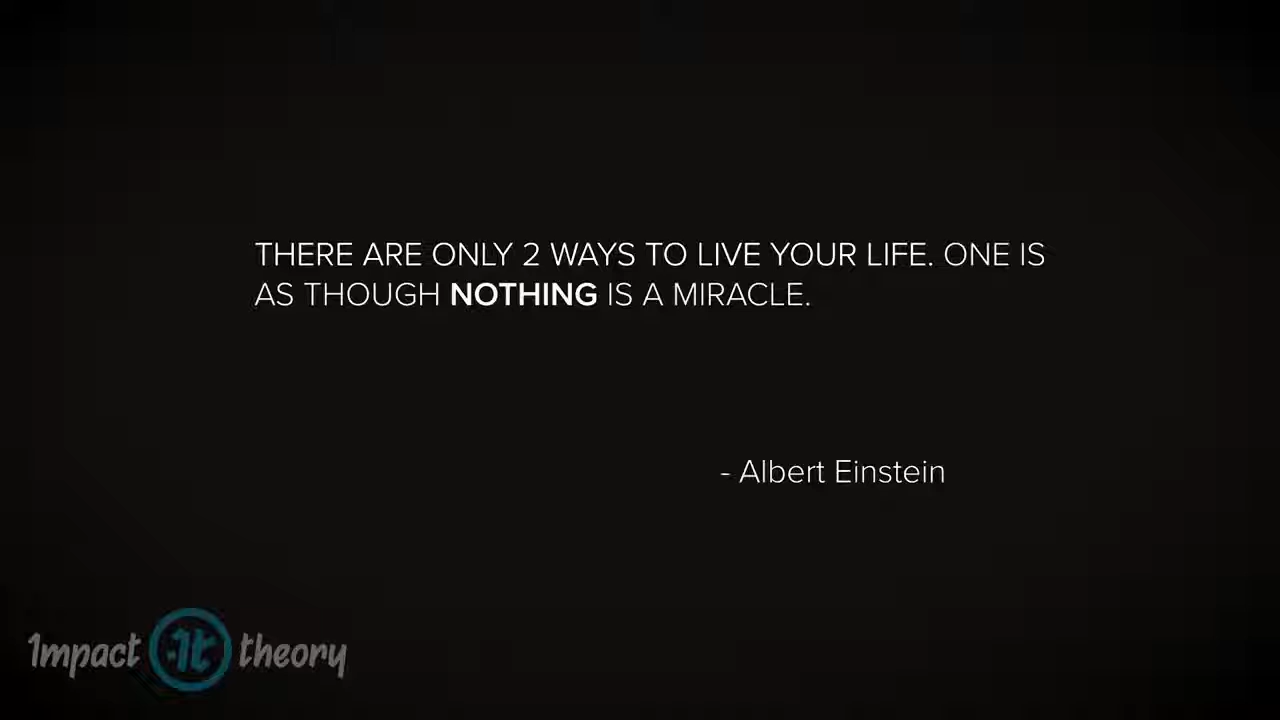 THERE ARE ONLY 2 WAYS TO LIVE YOUR LIFE. ONE IS
AS THOUGH NOTHING IS A MIRACLE.
- Albert Einstein
Impact It theory